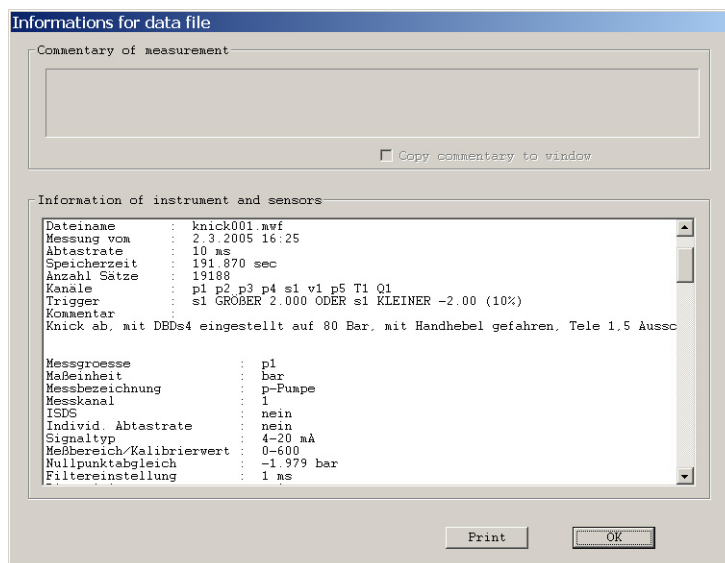 Informations for data file
Commentary of measurement
Copy commentary to window
Information of instrument and sensors
Dateiname : knick001.mwf
Messung vom : 2.3.2005 16:25
Abtastrate : 10 ms
Speicherzeit : 191.870 sec
Anzahl Sätze : 19188
Kanäle : p1 p2 p3 p4 s1 v1 p5 T1 Q1
Trigger : s1 GRÖßER 2.000 ODER s1 KLEINER -2.00 (10%)
Kommentar :
Knick ab, mit DBDs4 eingestellt auf 80 Bar, mit Handhebel gefahren, Tele 1,5 Aussc
Messgroesse : p1
Maßeinheit : bar
Messbezeichnung : p-Pumpe
Messkanal : 1
ISDS : nein
Individ. Abtastrate : nein
Signaltyp : 4-20 mA
Meßbereich/Kalibrierwert : 0-600
Nullpunktabgleich : -1.979 bar
Filtereinstellung : 1 ms
Print OK